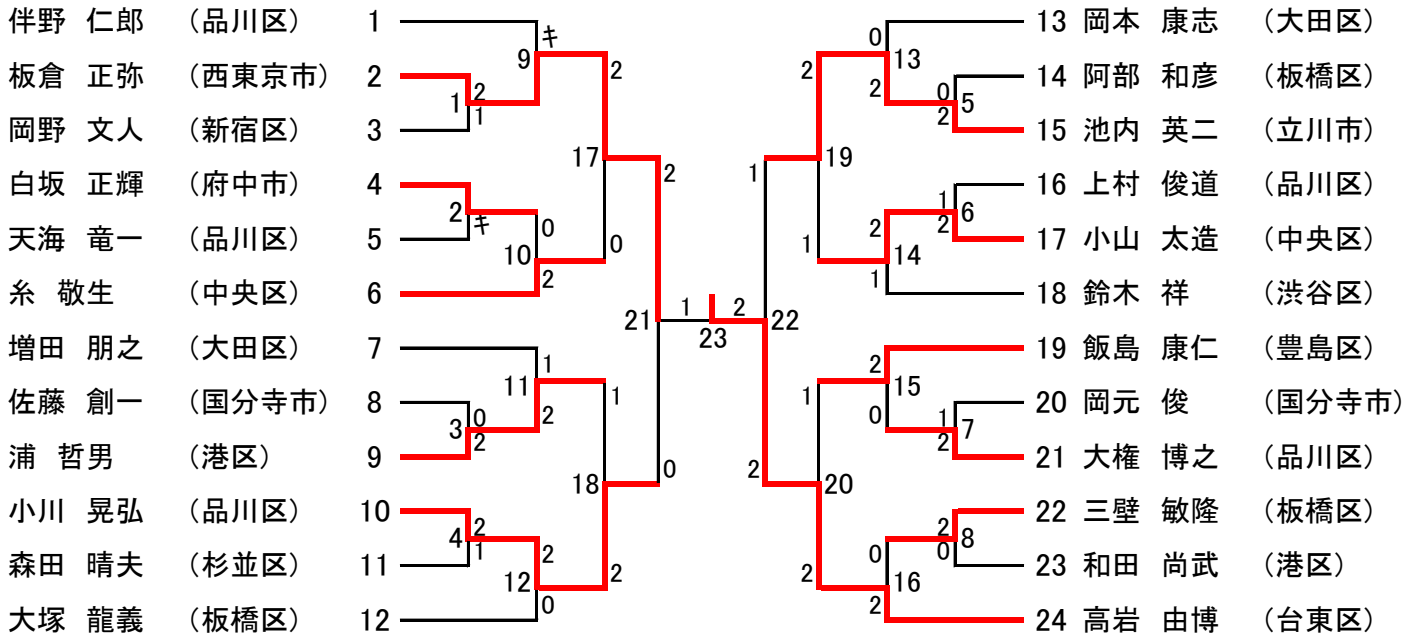 伴野 仁郎 （品川区） 1
板倉 正弥 （西東京市） 2
岡野 文人 （新宿区） 3
白坂 正輝 （府中市） 4
天海 竜一 （品川区） 5
糸 敬生 （中央区） 6
増田 朋之 （大田区） 7
佐藤 創一 （国分寺市） 8
浦 哲男 （港区） 9
小川 晃弘 （品川区） 10
森田 晴夫 （杉並区） 11
大塚 龍義 （板橋区） 12
キ
9
2
2
1
1
17
2
2
キ
0
10
2
0
21
1
11
1
0
3
2
2
18
0
2
4
1
2
12
0
2
1
2
23
13 岡本 康志 （大田区）
14 阿部 和彦 （板橋区）
15 池内 英二 （立川市）
16 上村 俊道 （品川区）
17 小山 太造 （中央区）
18 鈴木 祥 （渋谷区）
19 飯島 康仁 （豊島区）
20 岡元 俊 （国分寺市）
21 大権 博之 （品川区）
22 三壁 敏隆 （板橋区）
23 和田 尚武 （港区）
24 高岩 由博 （台東区）
0
13
2
2
0
5
2
1
19
1
6
2
2
14
1
1
22
2
15
1
0
1
7
2
2
20
2
8
0
0
16
2
2